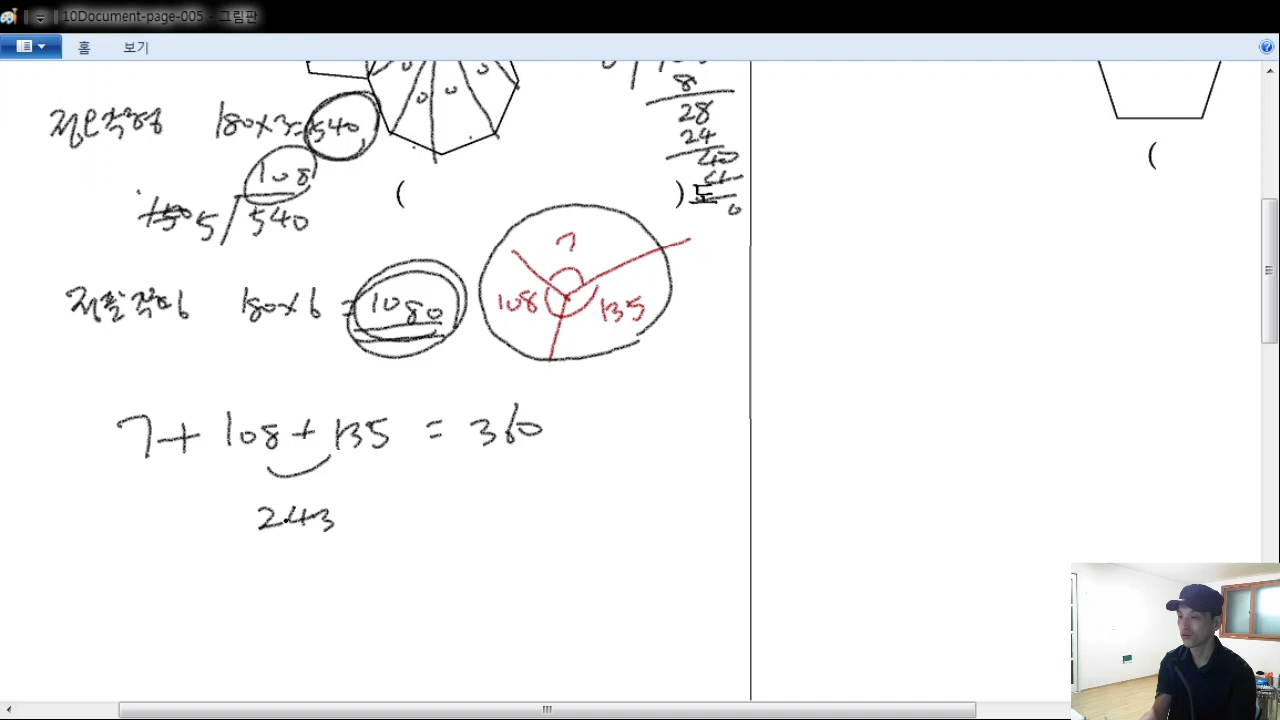 10Document-page-005 - 그림판
홈 보기
정오각형 180×3=540
8
28
24
40
40
0
108
5/540
( )도
(
7
108 135
정팔각형 180×6 = 1080
ㄱ+ 108+ 135 = 360
243